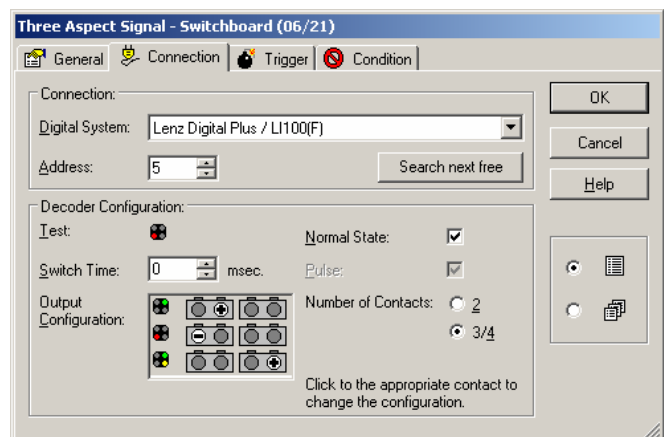 Three Aspect Signal - Switchboard (06/21)
General Connection Trigger Condition
Connection:
Digital System: Lenz Digital Plus / LI100(F)
Address: 5 Search next free
OK
Cancel
Help
Decoder Configuration:
Test: Normal State:
Switch Time: 0 msec. Pulse:
Output Configuration: Number of Contacts: 2
3/4
Click to the appropriate contact to
change the configuration.